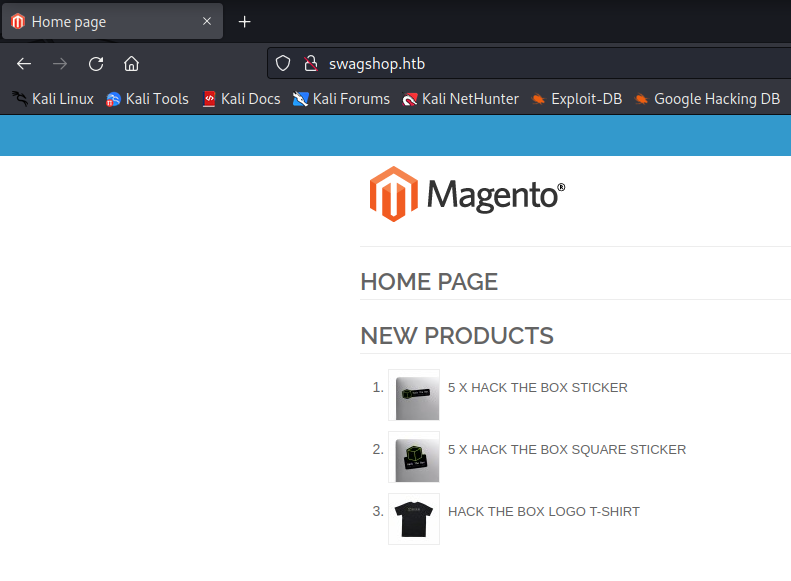 Home page
swagshop.htb
Kali Linux Kali Tools Kali Docs Kali Forums Kali NetHunter Exploit-DB Google Hacking DB
Magento®
HOME PAGE
NEW PRODUCTS
1. 5 X HACK THE BOX STICKER
2. 5 X HACK THE BOX SQUARE STICKER
3. HACK THE BOX LOGO T-SHIRT